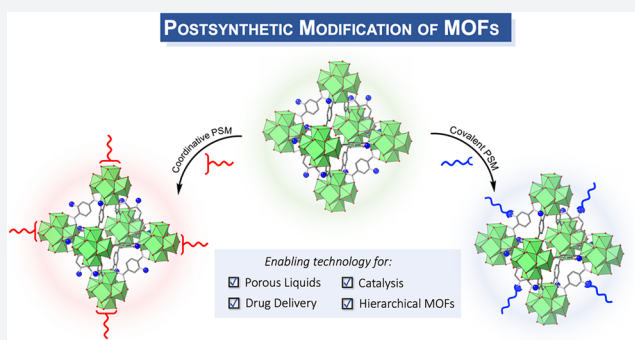 POSTSYNTHETIC MODIFICATION OF MOFS
Coordinative PSM
Covalent PSM
Enabling technology for:
Porous Liquids
Catalysis
Drug Delivery
Hierarchical MOFs